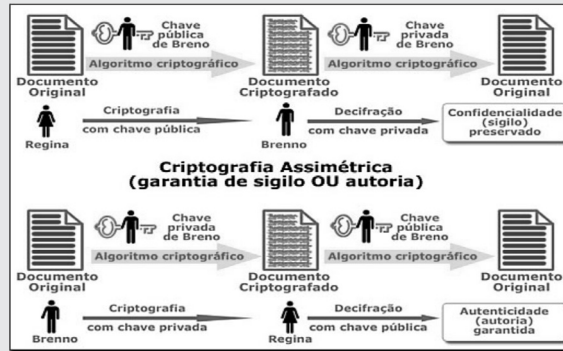 Chave
pública
de Breno
Chave
privada
de Breno
Algoritmo criptográfico
Algoritmo criptográfico
Documento
Original
Documento
Criptografado
Documento
Original
Criptografia
com chave pública
Decifração
com chave privada
Confidencialidade
(sigilo)
preservado
Regina
Brenno
Criptografia Assimétrica
(garantia de sigilo OU autoria)
Chave
privada
de Breno
Chave
pública
de Breno
Algoritmo criptográfico
Algoritmo criptográfico
Documento
Original
Documento
Criptografado
Documento
Original
Criptografia
com chave privada
Decifração
com chave pública
Autenticidade
(autoria)
garantida
Brenno
Regina